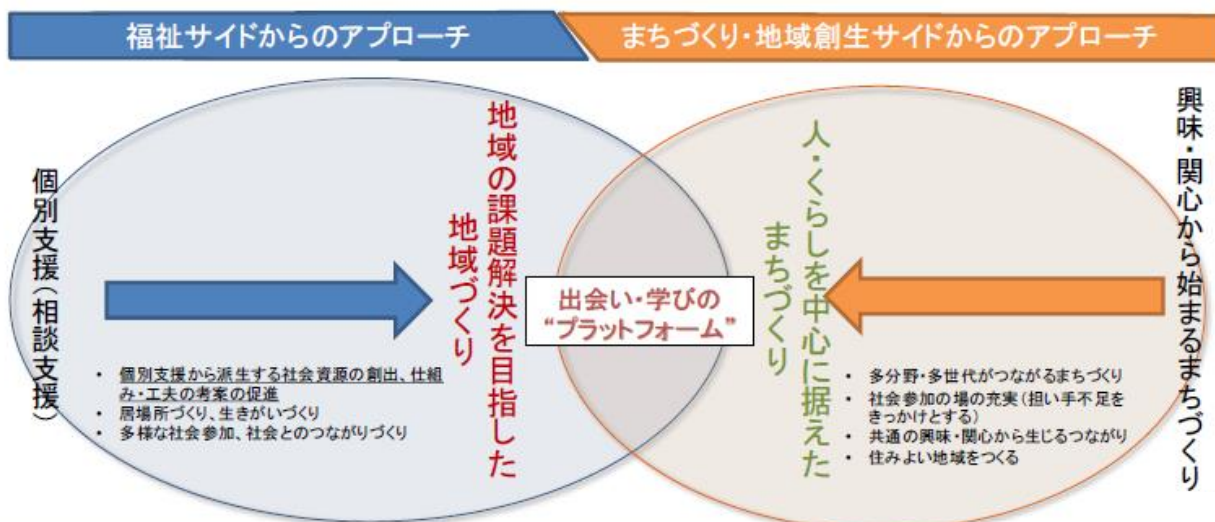 福祉サイドからのアプローチ
まちづくり・地域創生サイドからのアプローチ
個別支援(相談支援)
地域の課題解決を目指した
地域づくり
• 個別支援から派生する社会資源の創出、仕組
み・工夫の考案の促進
• 居場所づくり、生きがいづくり
• 多様な社会参加、社会とのつながりづくり
出会い・学びの
“プラットフォーム”
人・くらしを中心に据えた
まちづくり
• 多分野・多世代がつながるまちづくり
• 社会参加の場の充実(担い手不足を
きっかけとする)
• 共通の興味・関心から生じるつながり
• 住みよい地域をつくる
興味・関心から始まるまちづくり